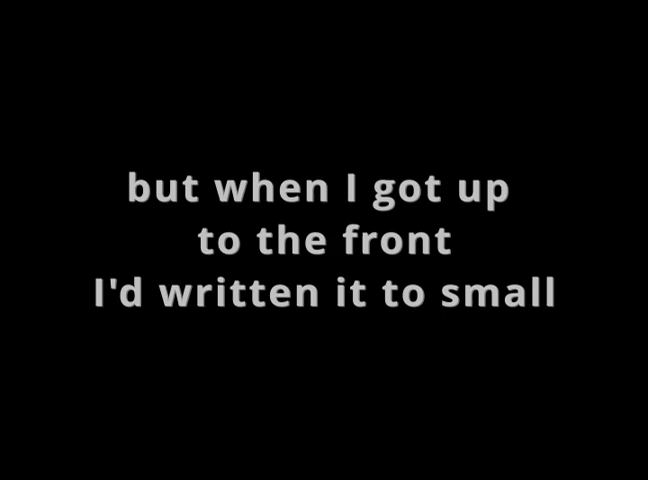 but when I got up
to the front
I'd written it to small